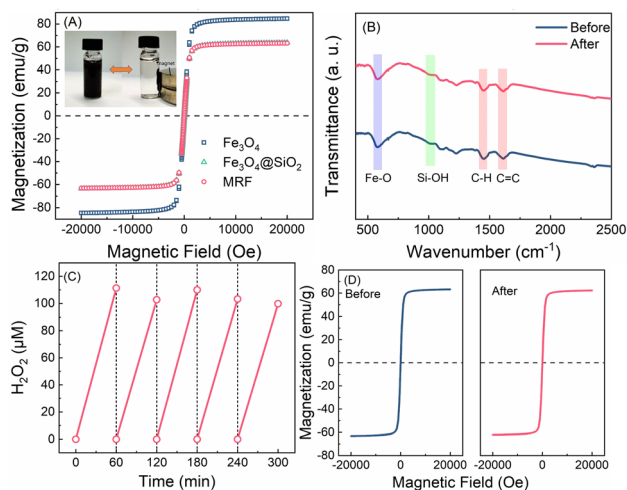 (A)
Magnetization (emu/g)
80
60
40
20
0
-20
-40
-60
-80
magnet
Fe₃O₄
Fe₃O₄@SiO₂
MRF
-20000 -10000 0 10000 20000
Magnetic Field (Oe)
(B)
Before
After
Transmittance (a. u.)
Fe-O Si-OH C-H C=C
500 1000 1500 2000 2500
Wavenumber (cm⁻¹)
(C)
H₂O₂ (μM)
120
100
80
60
40
20
0
0 60 120 180 240 300
Time (min)
(D)
Before
After
Magnetization (emu/g)
80
60
40
20
0
-20
-40
-60
-80
-20000 0 20000 -20000 0 20000
Magnetic Field (Oe)